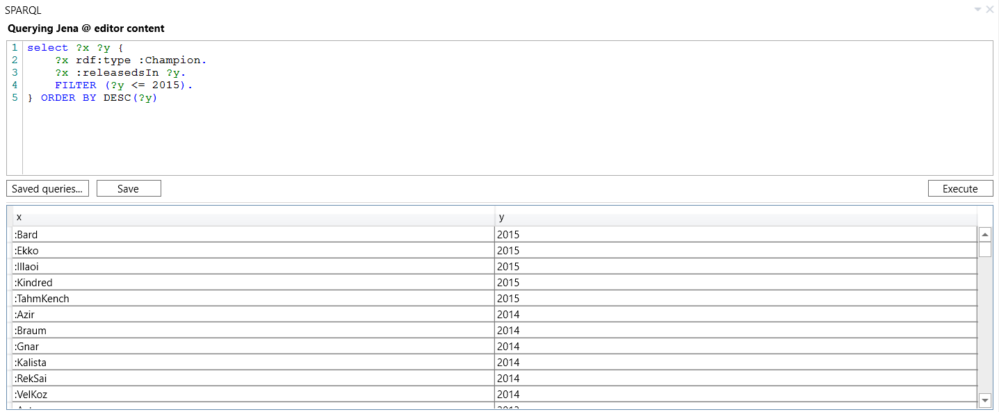 SPARQL
Querying Jena @ editor content
1 select ?x ?y {
2 ?x rdf:type :Champion.
3 ?x :releasedsIn ?y.
4 FILTER (?y <= 2015).
5 } ORDER BY DESC(?y)
Saved queries... Save Execute
x y
:Bard 2015
:Ekko 2015
:Illaoi 2015
:Kindred 2015
:TahmKench 2015
:Azir 2014
:Braum 2014
:Gnar 2014
:Kalista 2014
:RekSai 2014
:VelKoz 2014